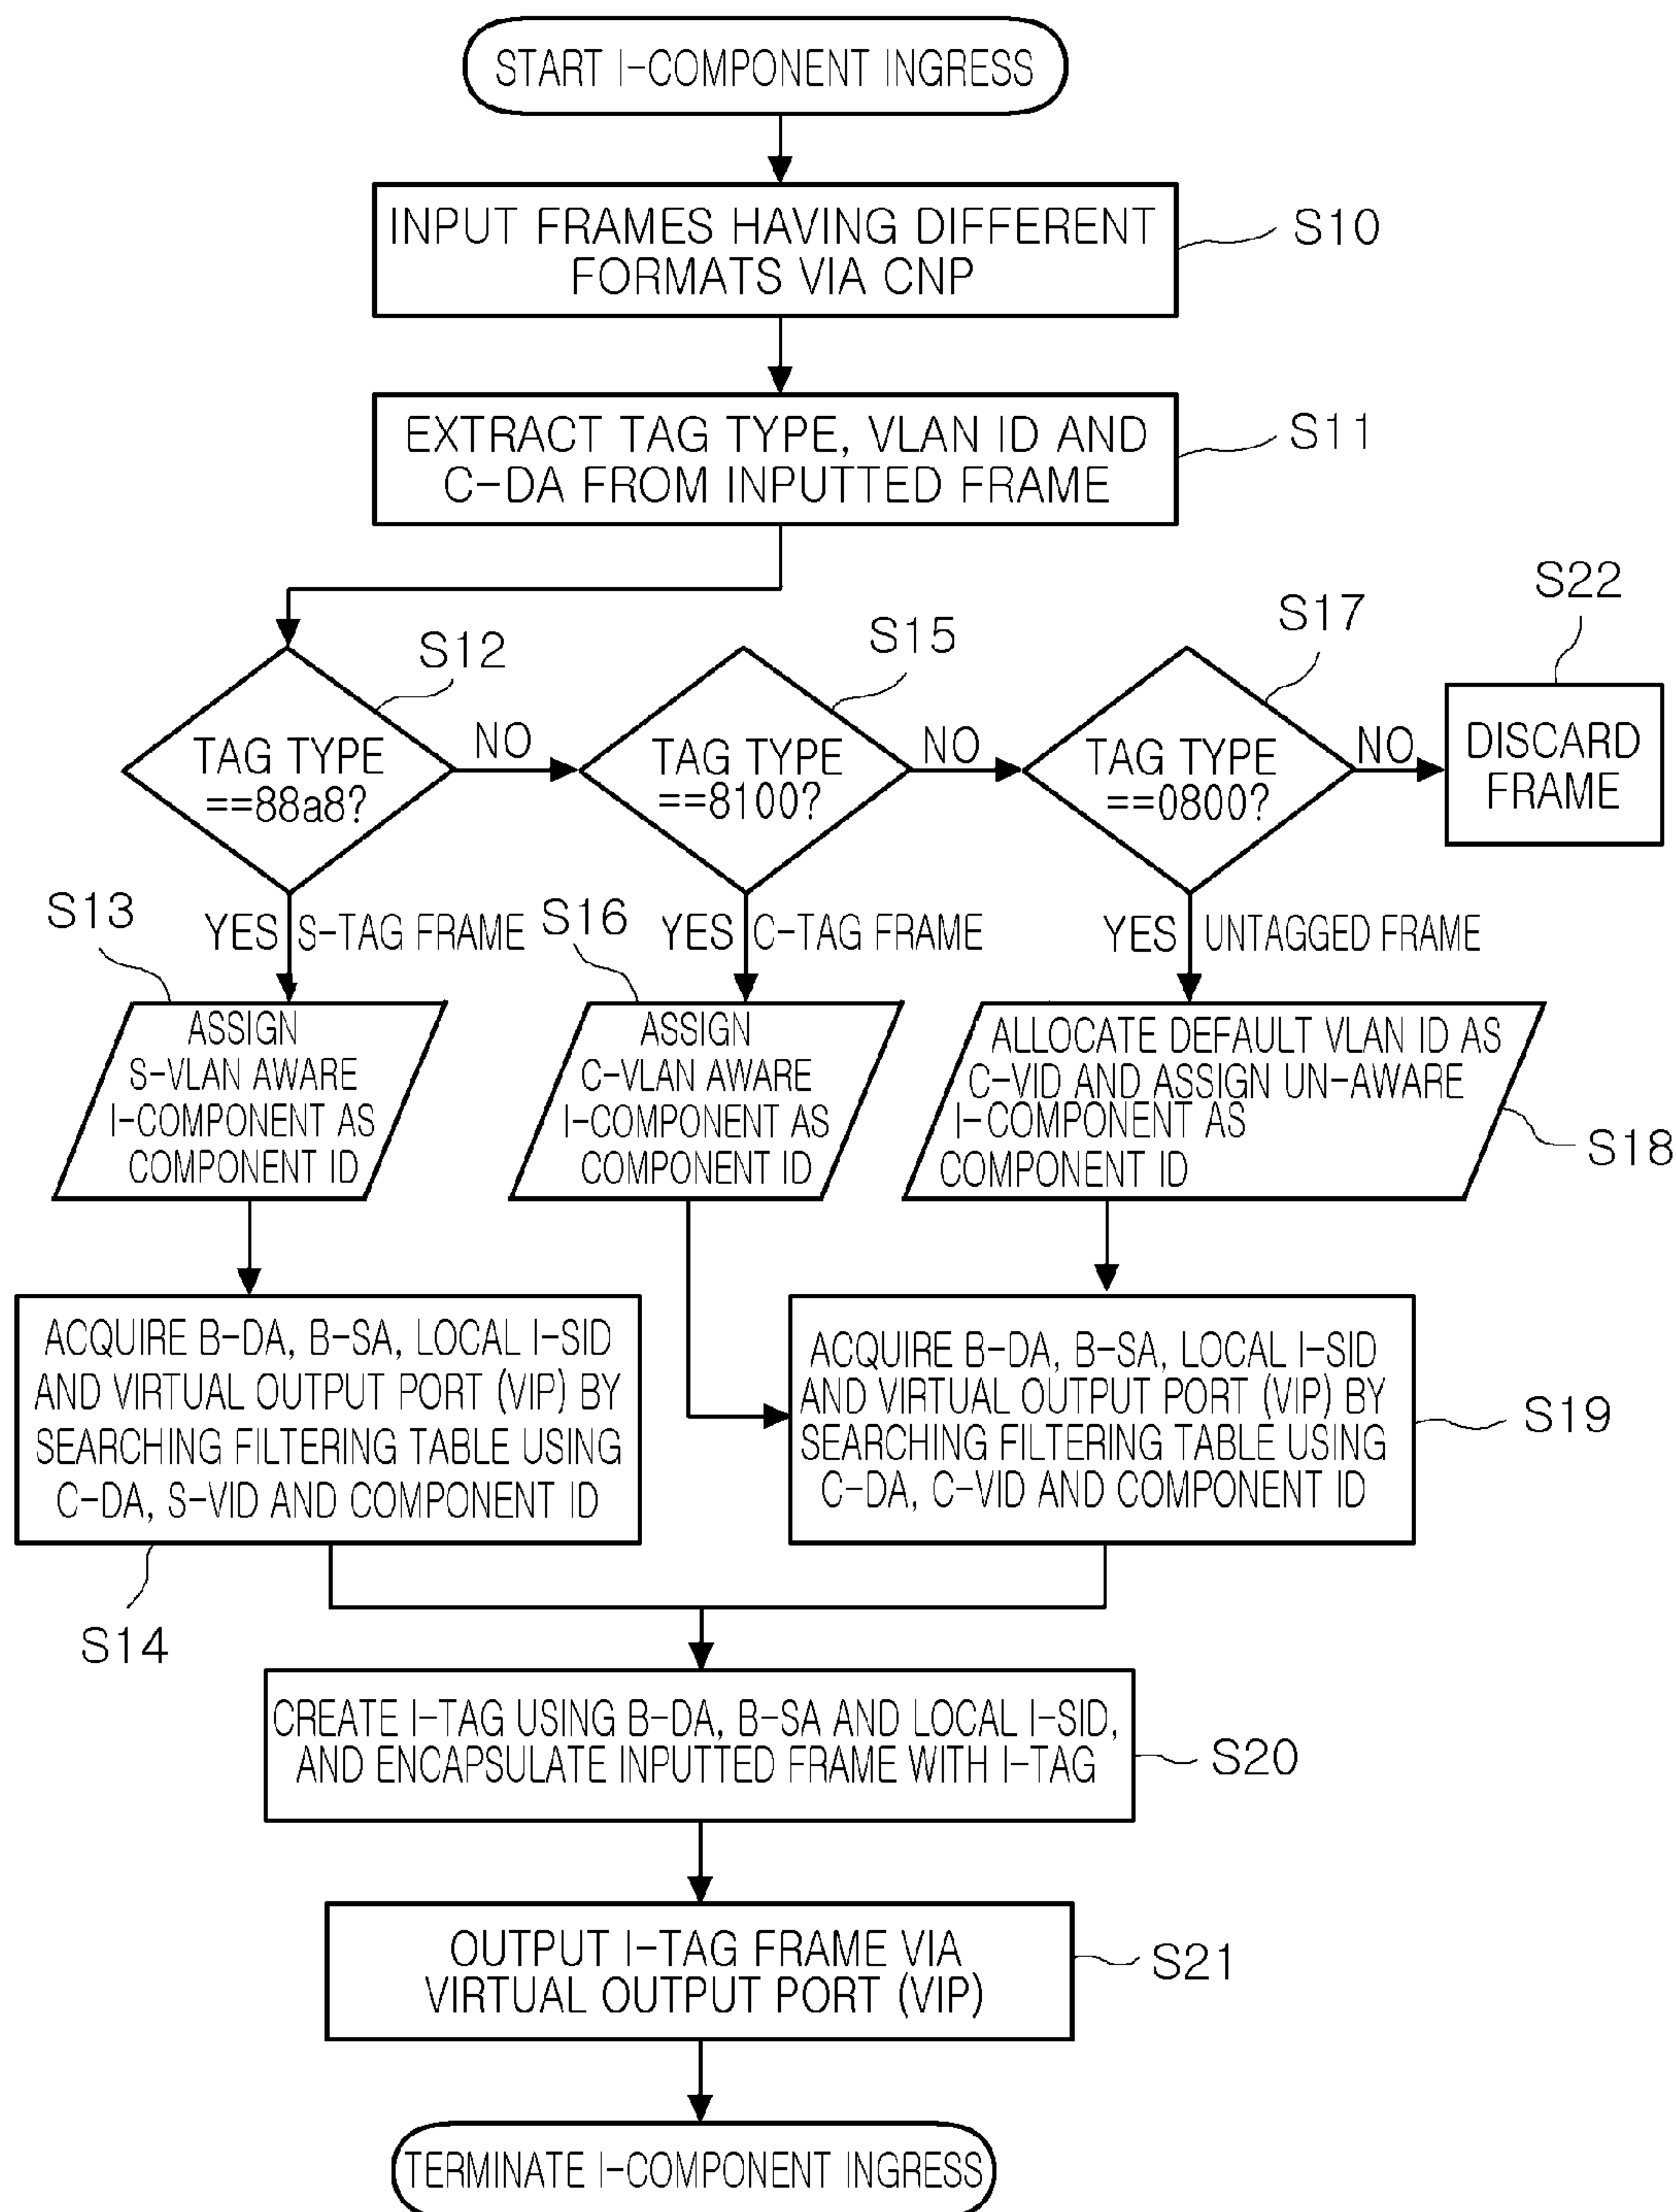 START I-COMPONENT INGRESS
INPUT FRAMES HAVING DIFFERENT
FORMATS VIA CNP
S10
EXTRACT TAG TYPE, VLAN ID AND
C-DA FROM INPUTTED FRAME
S11
S12
TAG TYPE
==88a8?
NO
S15
TAG TYPE
==8100?
NO
S17
TAG TYPE
==0800?
NO
S22
DISCARD
FRAME
YES S-TAG FRAME
YES C-TAG FRAME
YES UNTAGGED FRAME
S13
ASSIGN
S-VLAN AWARE
I-COMPONENT AS
COMPONENT ID
S16
ASSIGN
C-VLAN AWARE
I-COMPONENT AS
COMPONENT ID
ALLOCATE DEFAULT VLAN ID AS
C-VID AND ASSIGN UN-AWARE
I-COMPONENT AS
COMPONENT ID
S18
ACQUIRE B-DA, B-SA, LOCAL I-SID
AND VIRTUAL OUTPUT PORT (VIP) BY
SEARCHING FILTERING TABLE USING
C-DA, S-VID AND COMPONENT ID
S14
ACQUIRE B-DA, B-SA, LOCAL I-SID
AND VIRTUAL OUTPUT PORT (VIP) BY
SEARCHING FILTERING TABLE USING
C-DA, C-VID AND COMPONENT ID
S19
CREATE I-TAG USING B-DA, B-SA AND LOCAL I-SID,
AND ENCAPSULATE INPUTTED FRAME WITH I-TAG
S20
OUTPUT I-TAG FRAME VIA
VIRTUAL OUTPUT PORT (VIP)
S21
TERMINATE I-COMPONENT INGRESS